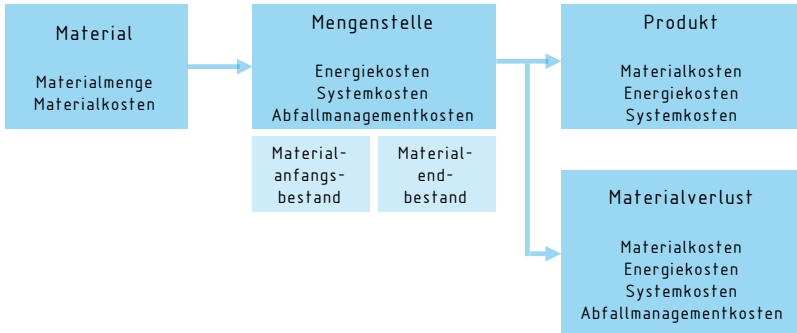 Material
Materialmenge
Materialkosten
Mengenstelle
Energiekosten
Systemkosten
Abfallmanagementkosten
Material-
anfangs-
bestand
Material-
end-
bestand
Produkt
Materialkosten
Energiekosten
Systemkosten
Materialverlust
Materialkosten
Energiekosten
Systemkosten
Abfallmanagementkosten